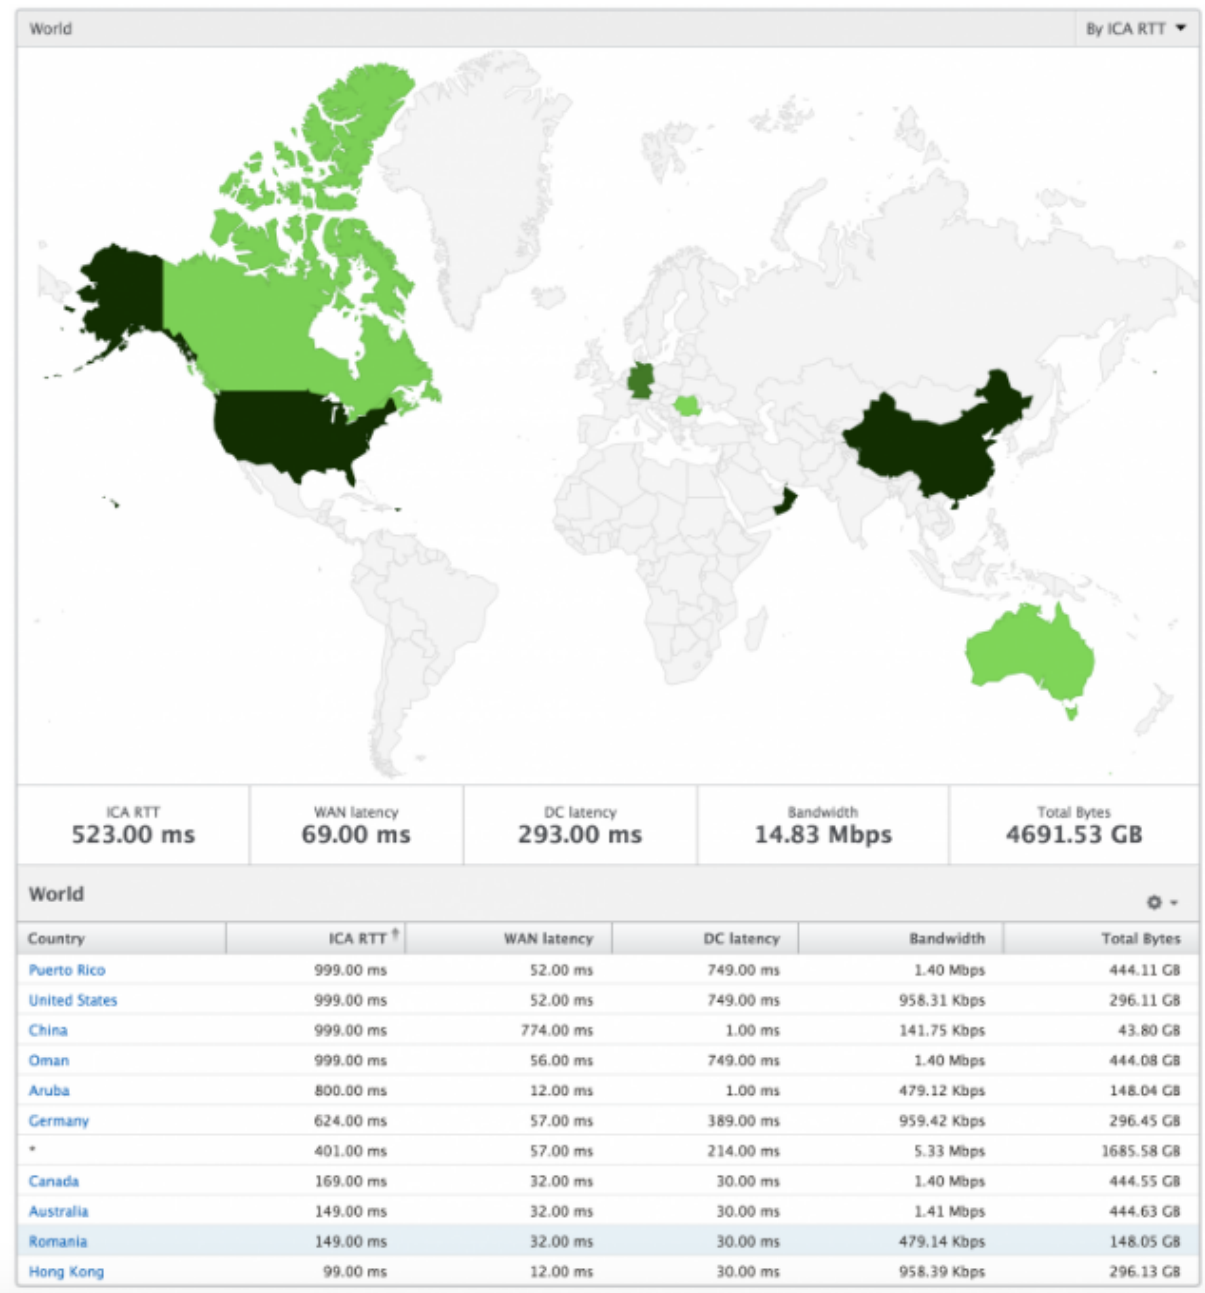 World By ICA RTT
ICA RTT WAN latency DC latency Bandwidth Total Bytes
523.00 ms 69.00 ms 293.00 ms 14.83 Mbps 4691.53 GB
World
Country ICA RTT WAN latency DC latency Bandwidth Total Bytes
Puerto Rico 999.00 ms 52.00 ms 749.00 ms 1.40 Mbps 444.11 GB
United States 999.00 ms 52.00 ms 749.00 ms 958.31 Kbps 296.11 GB
China 999.00 ms 774.00 ms 1.00 ms 141.75 Kbps 43.80 GB
Oman 999.00 ms 56.00 ms 749.00 ms 1.40 Mbps 444.08 GB
Aruba 800.00 ms 12.00 ms 1.00 ms 479.12 Kbps 148.04 GB
Germany 624.00 ms 57.00 ms 389.00 ms 959.42 Kbps 296.45 GB
* 401.00 ms 57.00 ms 214.00 ms 5.33 Mbps 1685.58 GB
Canada 169.00 ms 32.00 ms 30.00 ms 1.40 Mbps 444.55 GB
Australia 149.00 ms 32.00 ms 30.00 ms 1.41 Mbps 444.63 GB
Romania 149.00 ms 32.00 ms 30.00 ms 479.14 Kbps 148.05 GB
Hong Kong 99.00 ms 12.00 ms 30.00 ms 958.39 Kbps 296.13 GB